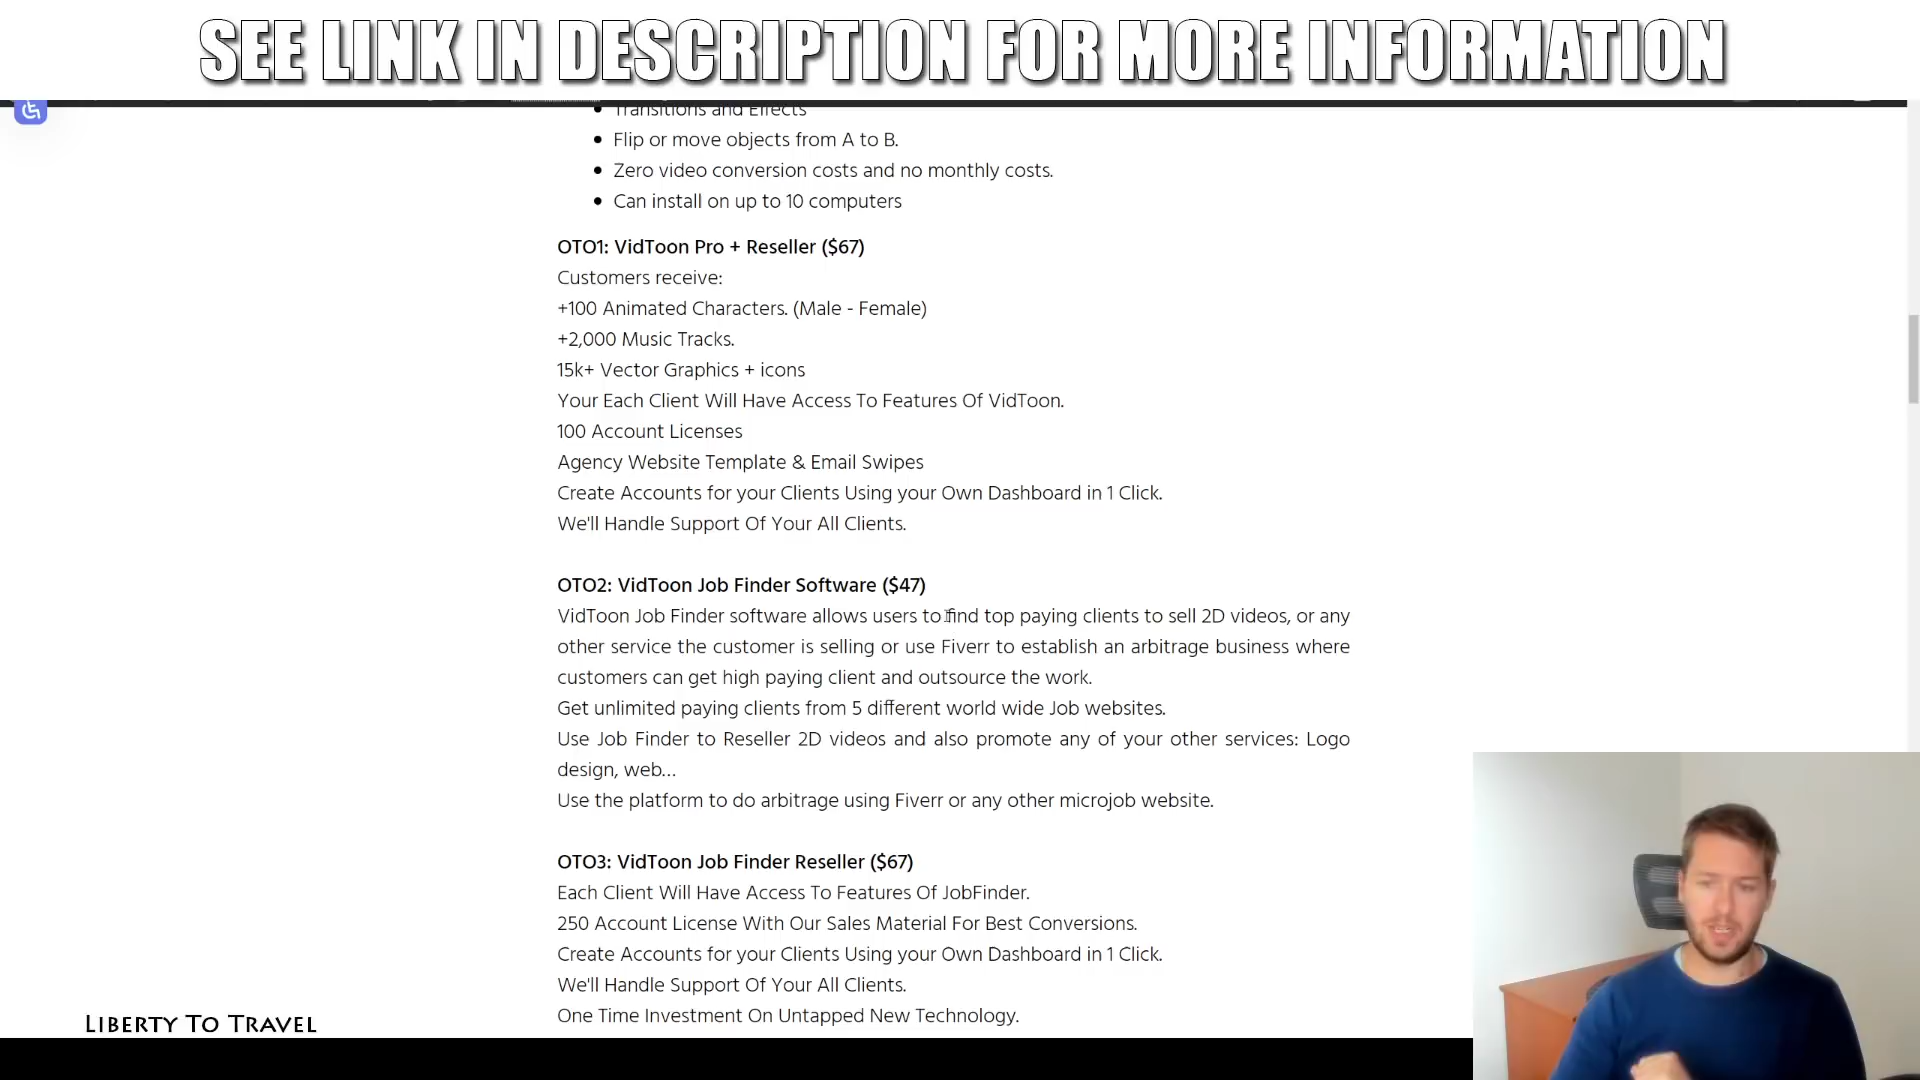 SEE LINK IN DESCRIPTION FOR MORE INFORMATION
Transitions and Effects
Flip or move objects from A to B.
Zero video conversion costs and no monthly costs.
Can install on up to 10 computers
OTO1: VidToon Pro + Reseller ($67)
Customers receive:
+100 Animated Characters. (Male - Female)
+2,000 Music Tracks.
15k+ Vector Graphics + icons
Your Each Client Will Have Access To Features Of VidToon.
100 Account Licenses
Agency Website Template & Email Swipes
Create Accounts for your Clients Using your Own Dashboard in 1 Click.
We'll Handle Support Of Your All Clients.
OTO2: VidToon Job Finder Software ($47)
VidToon Job Finder software allows users to find top paying clients to sell 2D videos, or any
other service the customer is selling or use Fiverr to establish an arbitrage business where
customers can get high paying client and outsource the work.
Get unlimited paying clients from 5 different world wide Job websites.
Use Job Finder to Reseller 2D videos and also promote any of your other services: Logo
design, web...
Use the platform to do arbitrage using Fiverr or any other microjob website.
OTO3: VidToon Job Finder Reseller ($67)
Each Client Will Have Access To Features Of JobFinder.
250 Account License With Our Sales Material For Best Conversions.
Create Accounts for your Clients Using your Own Dashboard in 1 Click.
We'll Handle Support Of Your All Clients.
One Time Investment On Untapped New Technology.
LIBERTY TO TRAVEL